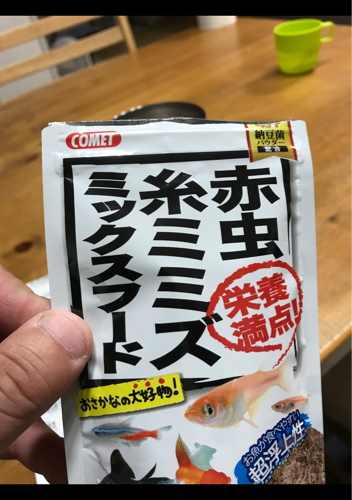 COMET
納豆菌
パウダー
配合
赤虫、
糸ミミズ
ミックスフード
栄養
満点!
おさかなの大好物!
お魚が食べやすい
超浮上性